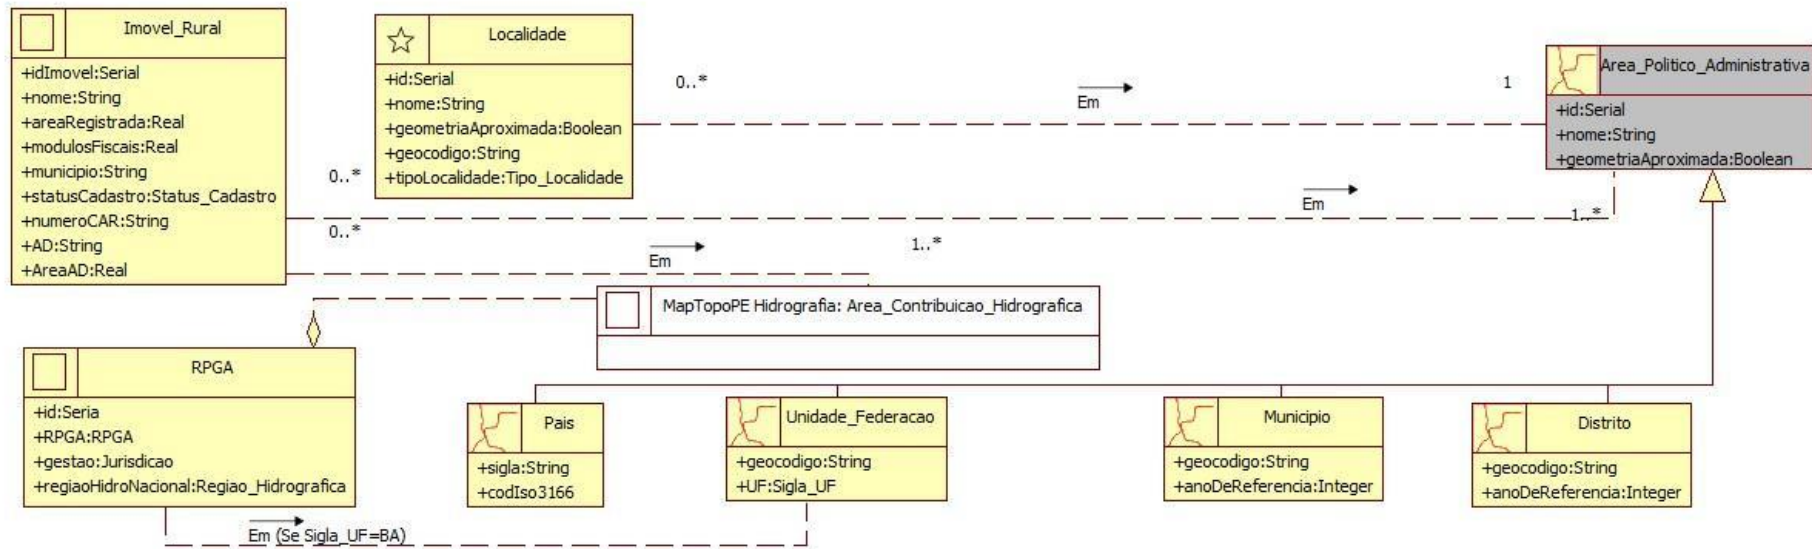 Imovel_Rural
+idImovel:Serial
+nome:String
+areaRegistrada:Real
+modulosFiscais:Real
+municipio:String
+statusCadastro:Status_Cadastro
+numeroCAR:String
+AD:String
+AreaAD:Real
Localidade
+id:Serial
+nome:String
+geometriaAproximada:Boolean
+geocodigo:String
+tipoLocalidade:Tipo_Localidade
0..*
Em
1
Area_Politico_Administrativa
+id:Serial
+nome:String
+geometriaAproximada:Boolean
0..*
Em
1..*
0..*
Em
1..*
MapTopoPE Hidrografia: Area_Contribuicao_Hidrografica
RPGA
+id:Seria
+RPGA:RPGA
+gestao:Jurisdicao
+regiaoHidroNacional:Regiao_Hidrografica
Pais
+sigla:String
+codIso3166
Unidade_Federacao
+geocodigo:String
+UF:Sigla_UF
Municipio
+geocodigo:String
+anoDeReferencia:Integer
Distrito
+geocodigo:String
+anoDeReferencia:Integer
Em (Se Sigla_UF=BA)